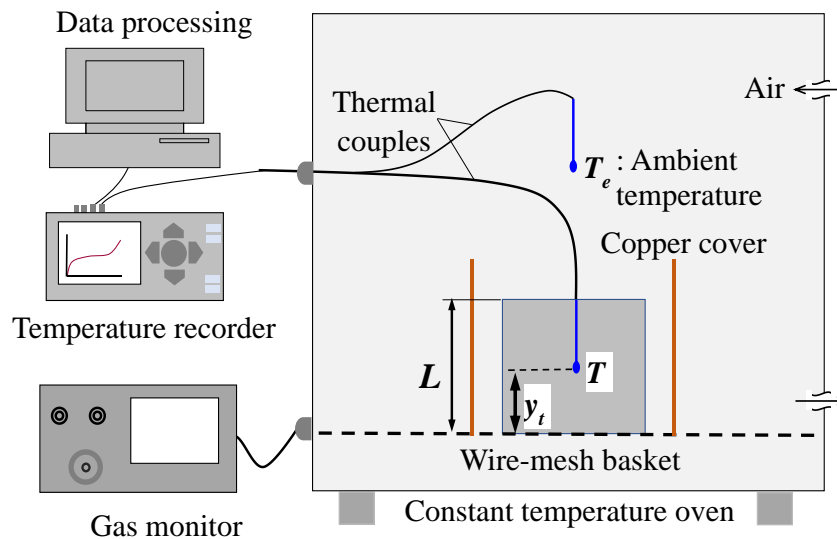 Data processing
Thermal
couples
Air
T_e : Ambient
temperature
Copper cover
Temperature recorder
L
T
y_t
Wire-mesh basket
Gas monitor
Constant temperature oven